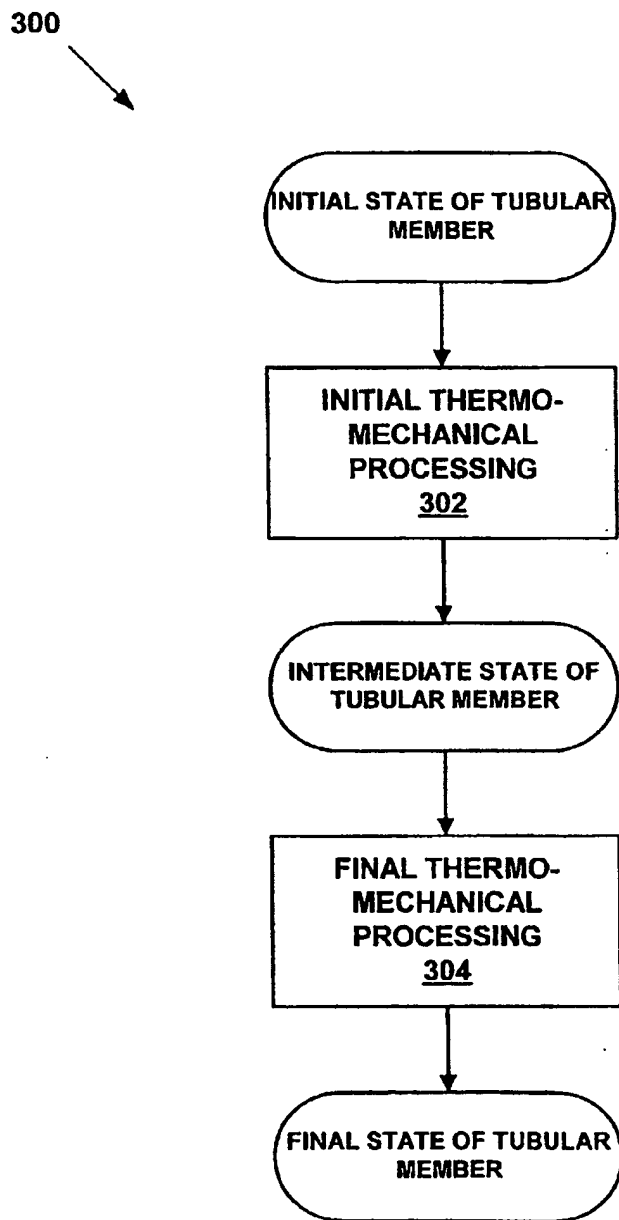 300
INITIAL STATE OF TUBULAR
MEMBER
INITIAL THERMO-
MECHANICAL
PROCESSING
302
INTERMEDIATE STATE OF
TUBULAR MEMBER
FINAL THERMO-
MECHANICAL
PROCESSING
304
FINAL STATE OF TUBULAR
MEMBER